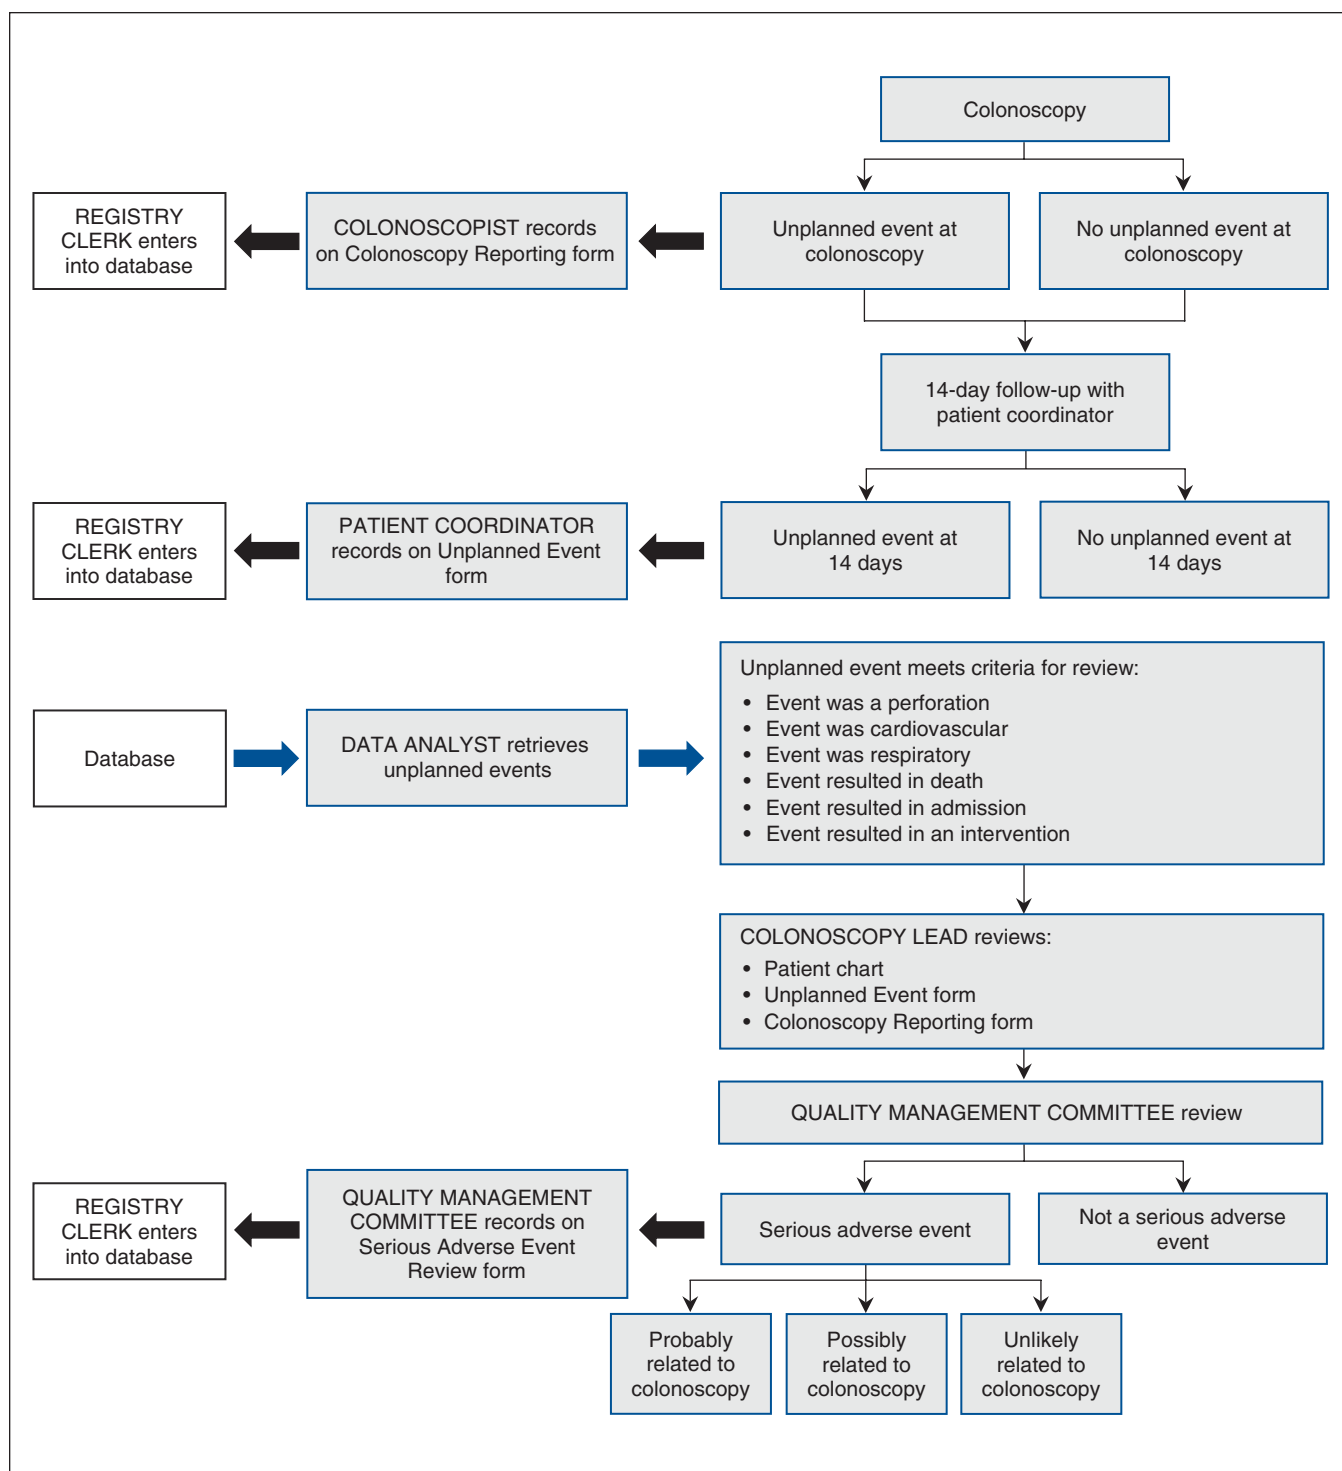 Colonoscopy
REGISTRY
CLERK enters
into database
COLONOSCOPIST records
on Colonoscopy Reporting form
Unplanned event at
colonoscopy
No unplanned event at
colonoscopy
14-day follow-up with
patient coordinator
REGISTRY
CLERK enters
into database
PATIENT COORDINATOR
records on Unplanned Event
form
Unplanned event at
14 days
No unplanned event at
14 days
Database
DATA ANALYST retrieves
unplanned events
Unplanned event meets criteria for review:
• Event was a perforation
• Event was cardiovascular
• Event was respiratory
• Event resulted in death
• Event resulted in admission
• Event resulted in an intervention
COLONOSCOPY LEAD reviews:
• Patient chart
• Unplanned Event form
• Colonoscopy Reporting form
QUALITY MANAGEMENT COMMITTEE review
REGISTRY
CLERK enters
into database
QUALITY MANAGEMENT
COMMITTEE records on
Serious Adverse Event
Review form
Serious adverse event
Not a serious adverse
event
Probably
related to
colonoscopy
Possibly
related to
colonoscopy
Unlikely
related to
colonoscopy